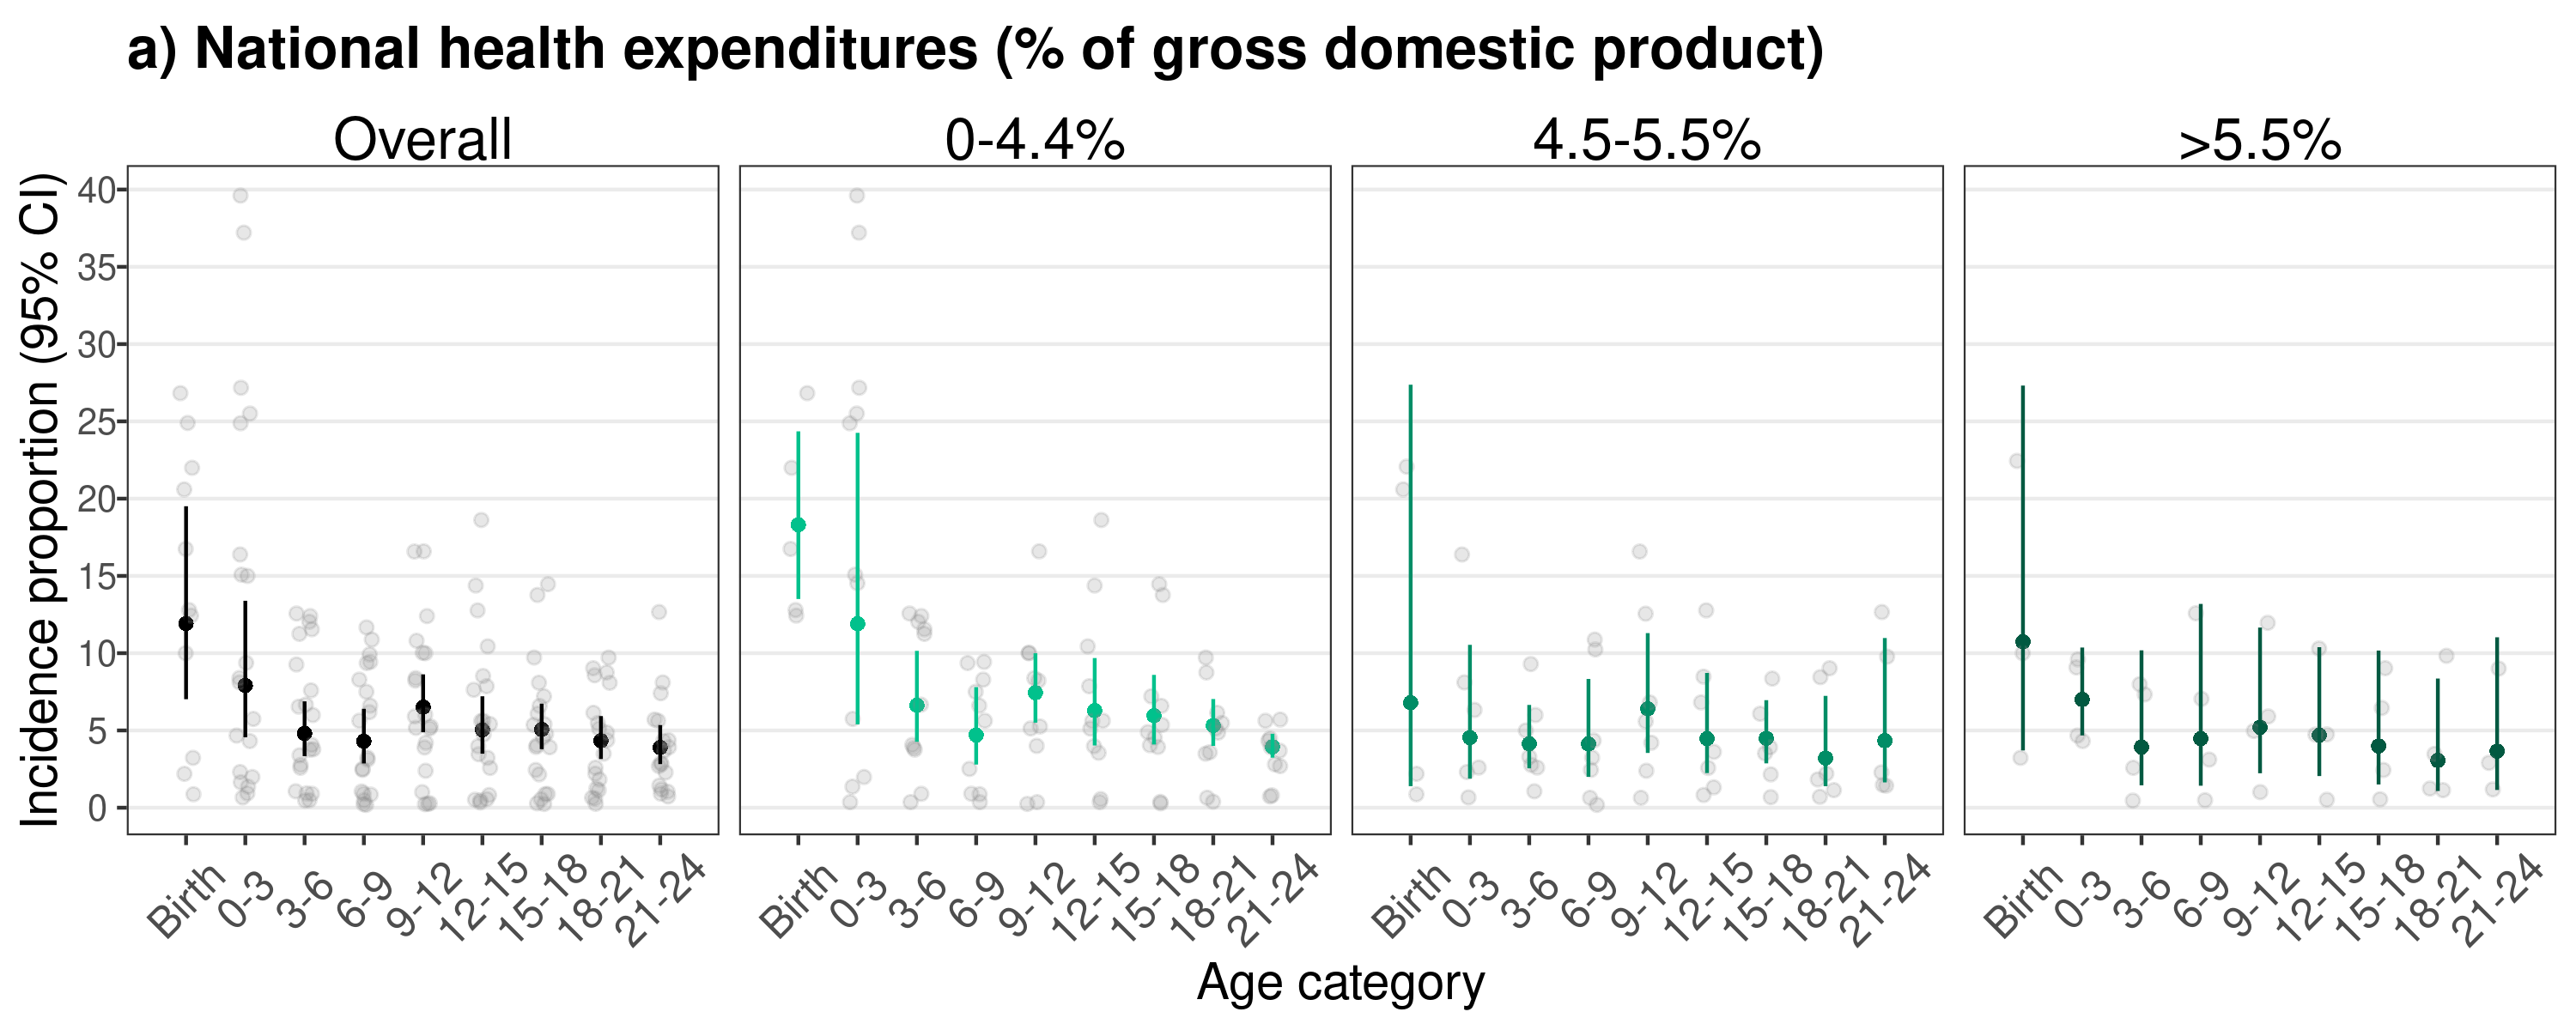 a) National health expenditures (% of gross domestic product)
Overall 0-4.4% 4.5-5.5% >5.5%
Incidence proportion (95% CI)
40
35
30
25
20
15
10
5
0
Birth 0-3 3-6 6-9 9-12 12-15 15-18 18-21 21-24 Birth 0-3 3-6 6-9 9-12 12-15 15-18 18-21 21-24 Birth 0-3 3-6 6-9 9-12 12-15 15-18 18-21 21-24 Birth 0-3 3-6 6-9 9-12 12-15 15-18 18-21 21-24
Age category